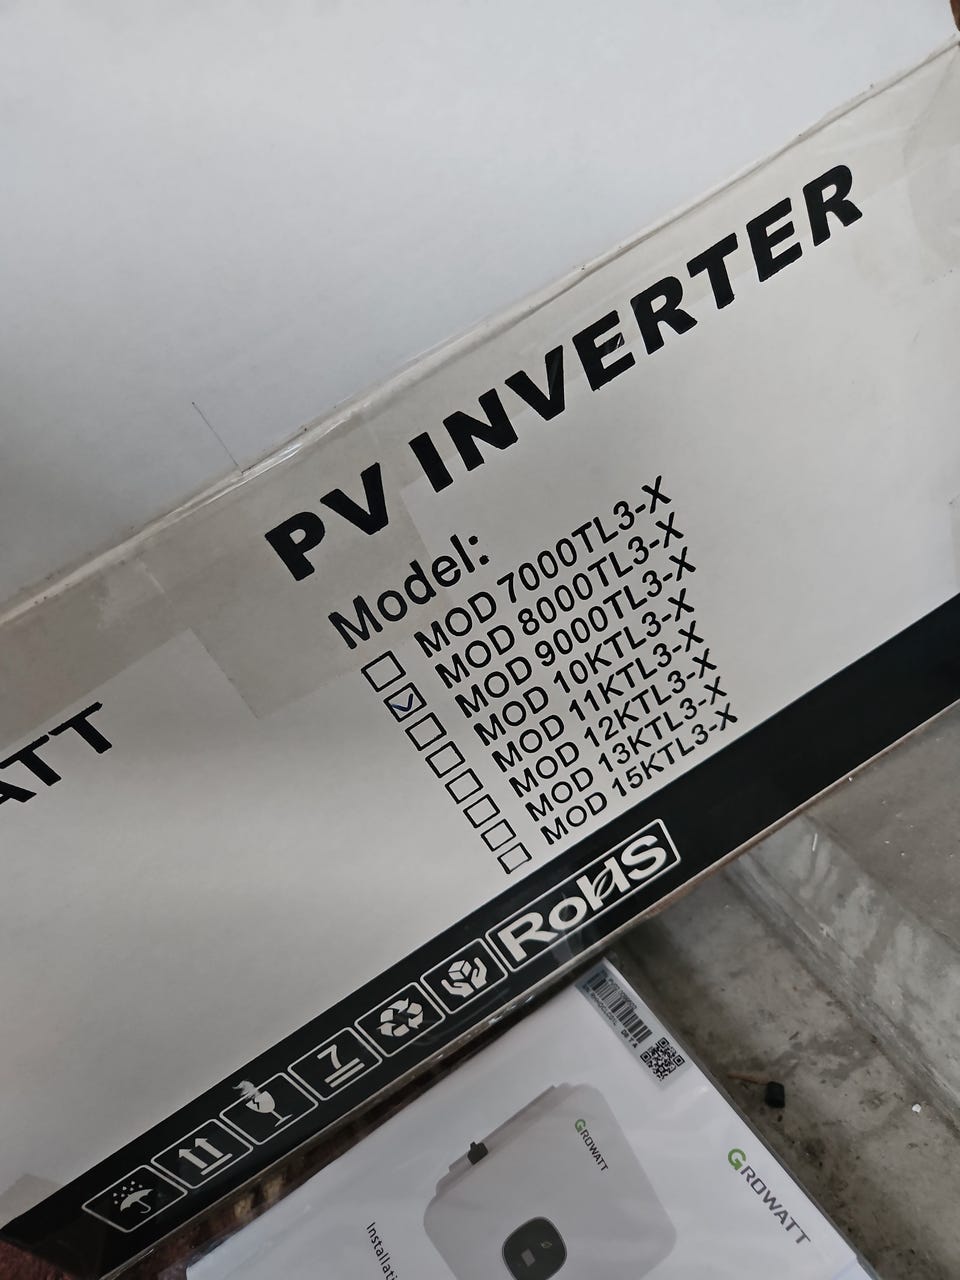 PV INVERTER
Model:
MOD 7000TL3-X
MOD 8000TL3-X
MOD 9000TL3-X
MOD 10KTL3-X
MOD 11KTL3-X
MOD 12KTL3-X
MOD 13KTL3-X
MOD 15KTL3-X
ATT
RoHS
7
GROWATT
GROWATT